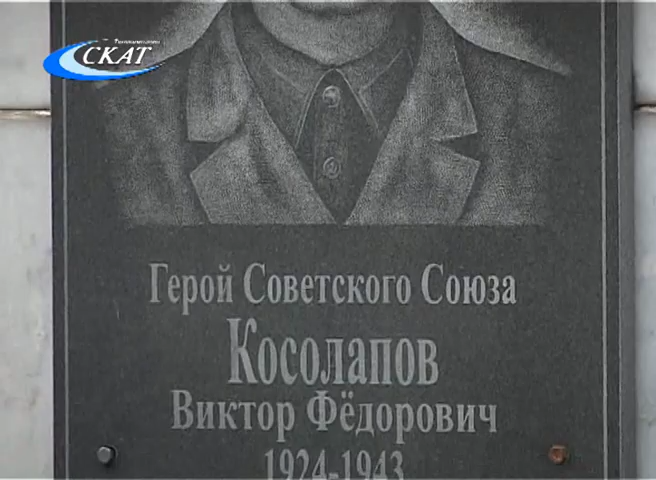 СКАТ
Герой Советского Союза
Косолапов
Виктор Фёдорович
1924-1943